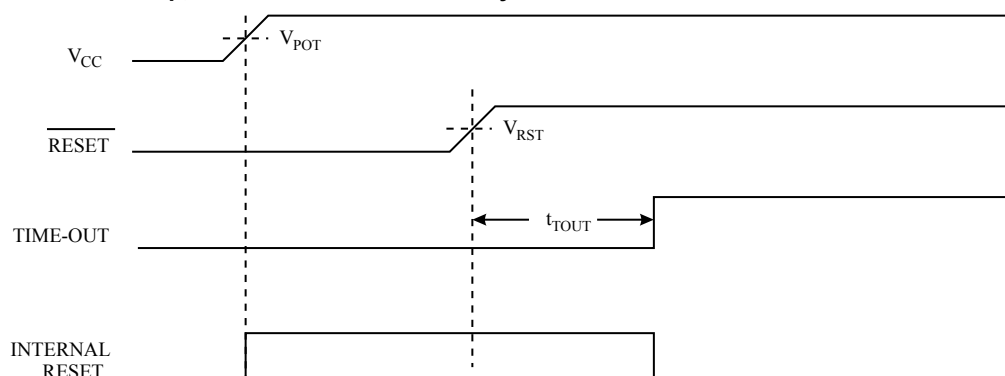 V_POT
V_CC
V_RST
RESET
t_TOUT
TIME-OUT
INTERNAL
RESET